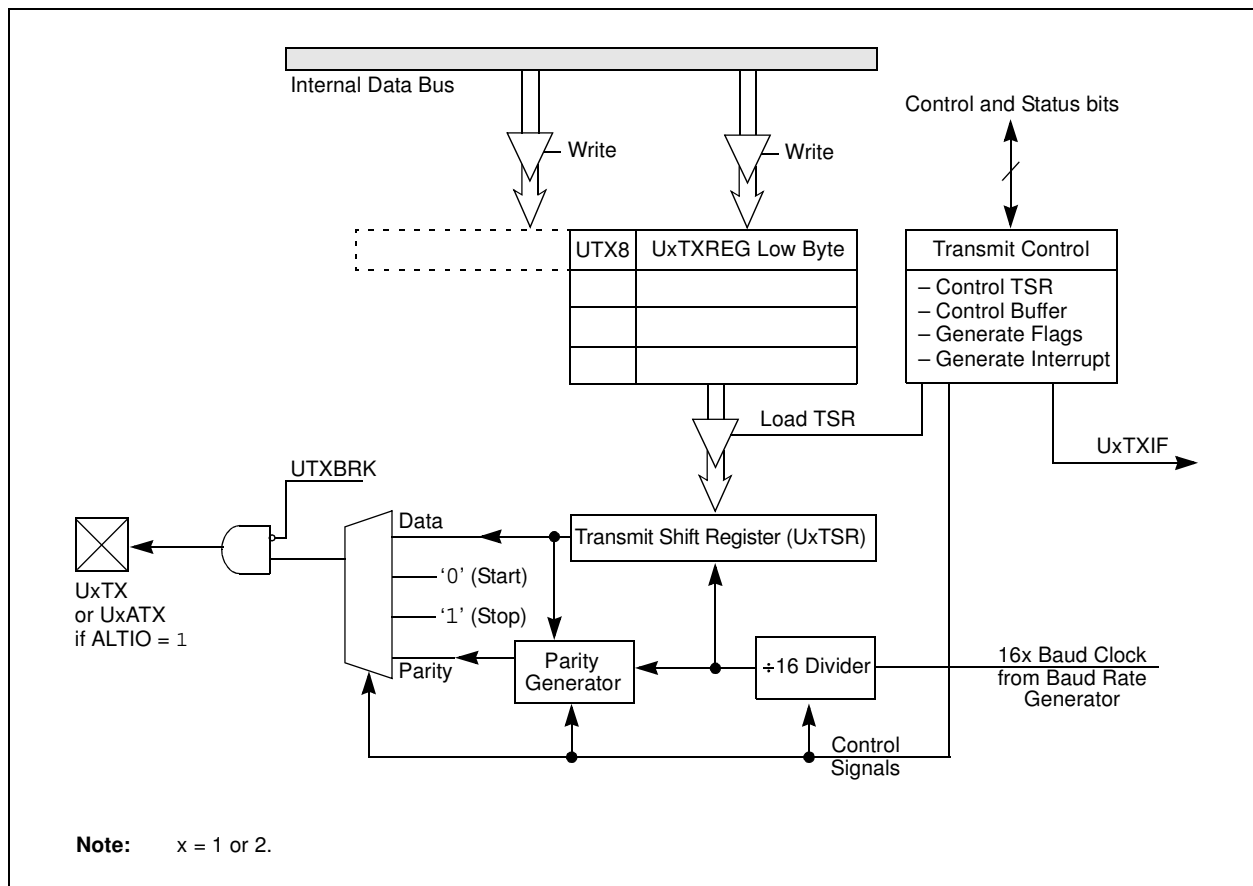 Internal Data Bus
Control and Status bits
Write
Write
UTX8
UxTXREG Low Byte
Transmit Control
– Control TSR
– Control Buffer
– Generate Flags
– Generate Interrupt
Load TSR
UxTXIF
UTXBRK
Data
Transmit Shift Register (UxTSR)
‘0’ (Start)
‘1’ (Stop)
UxTX
or UxATX
if ALTIO = 1
Parity
Parity
Generator
÷16 Divider
16x Baud Clock
from Baud Rate
Generator
Control
Signals
Note: x = 1 or 2.